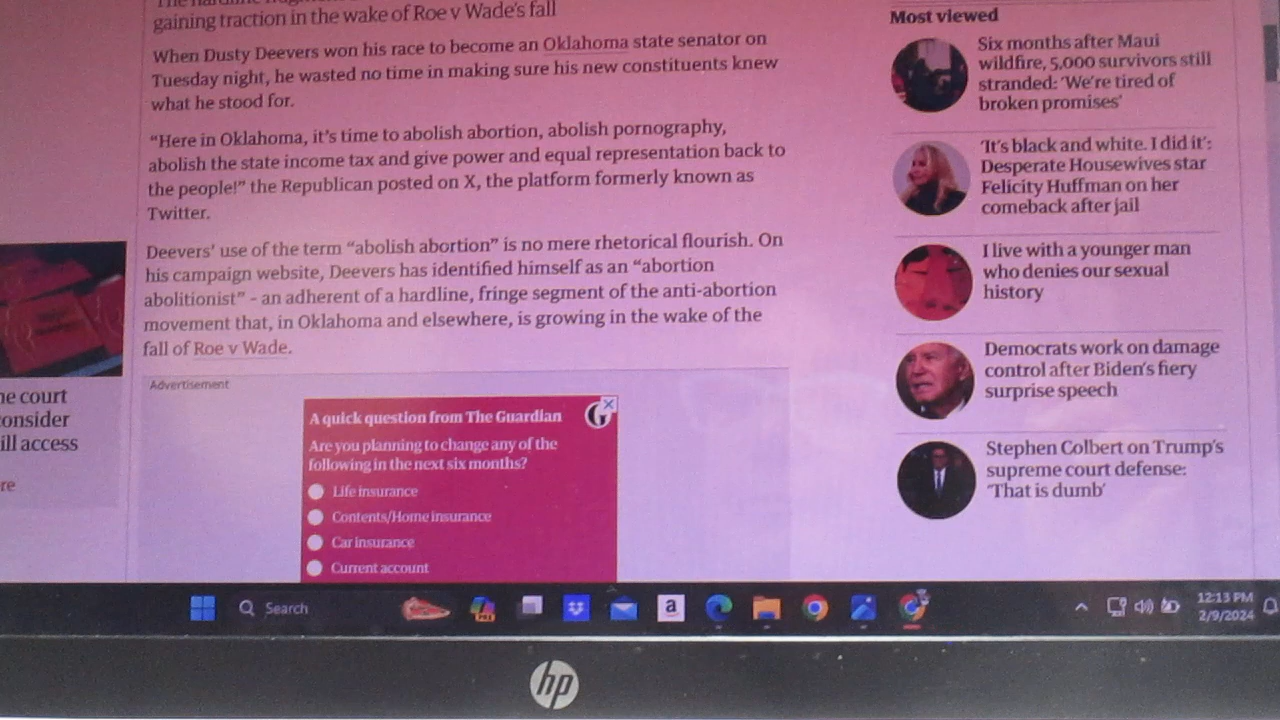 gaining traction in the wake of Roe v Wade's fall
When Dusty Deevers won his race to become an Oklahoma state senator on
Tuesday night, he wasted no time in making sure his new constituents knew
what he stood for.
“Here in Oklahoma, it’s time to abolish abortion, abolish pornography,
abolish the state income tax and give power and equal representation back to
the people!” the Republican posted on X, the platform formerly known as
Twitter.
Deevers’ use of the term “abolish abortion” is no mere rhetorical flourish. On
his campaign website, Deevers has identified himself as an “abortion
abolitionist” – an adherent of a hardline, fringe segment of the anti-abortion
movement that, in Oklahoma and elsewhere, is growing in the wake of the
fall of Roe v Wade.
Advertisement
A quick question from The Guardian
G
Are you planning to change any of the
following in the next six months?
Life insurance
Contents/Home insurance
Car insurance
Current account
court
onsider
ill access
re
Most viewed
Six months after Maui
wildfire, 5,000 survivors still
stranded: ‘We’re tired of
broken promises’
‘It’s black and white. I did it’:
Desperate Housewives star
Felicity Huffman on her
comeback after jail
I live with a younger man
who denies our sexual
history
Democrats work on damage
control after Biden’s fiery
surprise speech
Stephen Colbert on Trump’s
supreme court defense:
‘That is dumb’
Search
PRE
a
12:13 PM
2/9/2024
hp